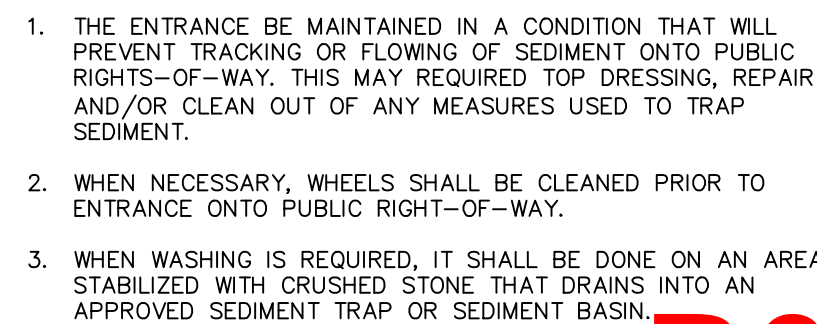 1. THE ENTRANCE BE MAINTAINED IN A CONDITION THAT WILL
PREVENT TRACKING OR FLOWING OF SEDIMENT ONTO PUBLIC
RIGHTS-OF-WAY. THIS MAY REQUIRED TOP DRESSING, REPAIR
AND/OR CLEAN OUT OF ANY MEASURES USED TO TRAP
SEDIMENT.
2. WHEN NECESSARY, WHEELS SHALL BE CLEANED PRIOR TO
ENTRANCE ONTO PUBLIC RIGHT-OF-WAY.
3. WHEN WASHING IS REQUIRED, IT SHALL BE DONE ON AN AREA
STABILIZED WITH CRUSHED STONE THAT DRAINS INTO AN
APPROVED SEDIMENT TRAP OR SEDIMENT BASIN.